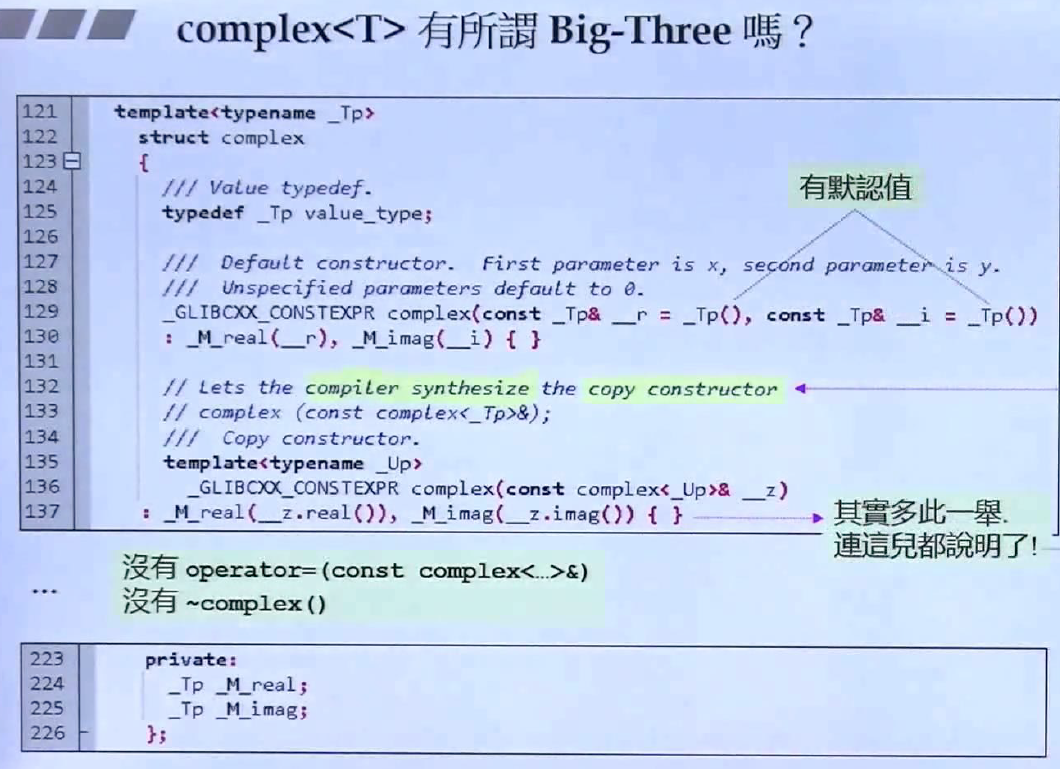 complex<T> 有所謂 Big-Three 嗎？
121 template<typename _Tp>
122 struct complex
123 {
124 /// Value typedef.
125 typedef _Tp value_type;
126
127 /// Default constructor. First parameter is x, second parameter is y.
128 /// Unspecified parameters default to 0.
129 _GLIBCXX_CONSTEXPR complex(const _Tp& __r = _Tp(), const _Tp& __i = _Tp())
130 : _M_real(__r), _M_imag(__i) { }
131
132 // Lets the compiler synthesize the copy constructor
133 // complex (const complex<_Tp>&);
134 /// Copy constructor.
135 template<typename _Up>
136 _GLIBCXX_CONSTEXPR complex(const complex<_Up>& __z)
137 : _M_real(__z.real()), _M_imag(__z.imag()) { }
有默認值
其實多此一舉.
連這兒都說明了!
沒有 operator=(const complex<…>&)
沒有 ~complex()
...
223 private:
224 _Tp _M_real;
225 _Tp _M_imag;
226 };